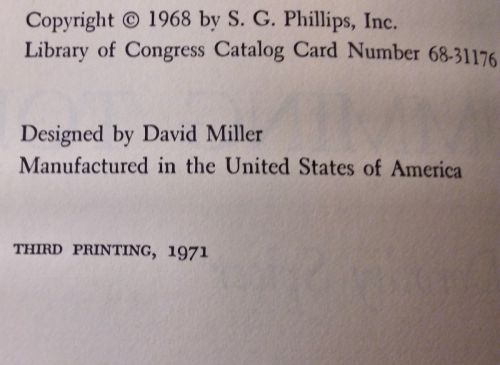 Copyright © 1968 by S. G. Phillips, Inc.
Library of Congress Catalog Card Number 68-31176
Designed by David Miller
Manufactured in the United States of America
THIRD PRINTING, 1971